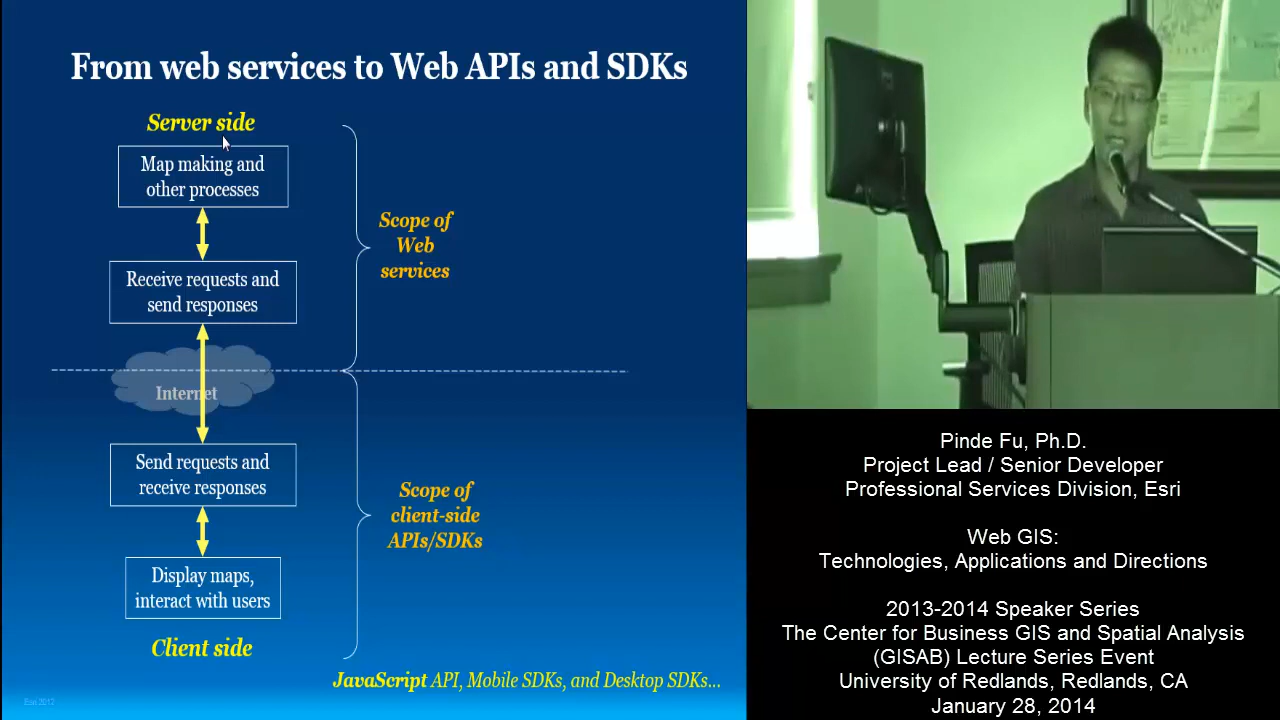 From web services to Web APIs and SDKs
Server side
Map making and
other processes
Receive requests and
send responses
Scope of
Web
services
Internet
Send requests and
receive responses
Scope of
client-side
APIs/SDKs
Display maps,
interact with users
Client side
JavaScript API, Mobile SDKs, and Desktop SDKs...
Esri 2012
Pinde Fu, Ph.D.
Project Lead / Senior Developer
Professional Services Division, Esri
Web GIS:
Technologies, Applications and Directions
2013-2014 Speaker Series
The Center for Business GIS and Spatial Analysis
(GISAB) Lecture Series Event
University of Redlands, Redlands, CA
January 28, 2014